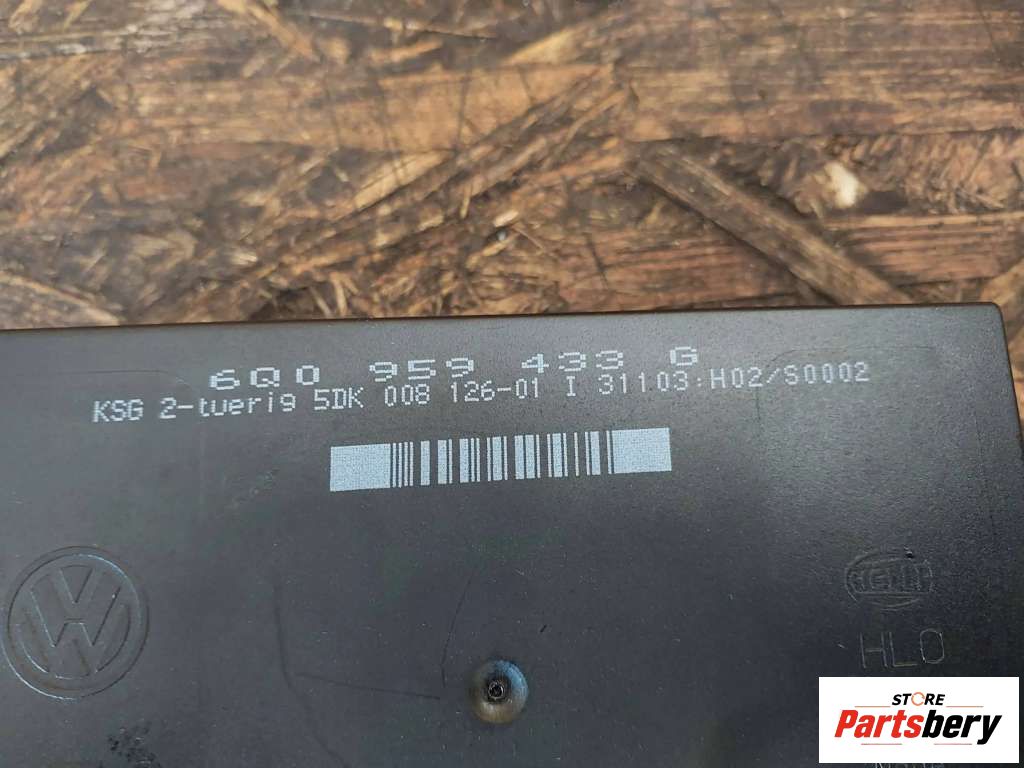 6Q0 959 433 G
KSG 2-tuerig 5DK 008 126-01 I 31103 H02/S0002
HELLA
HLO
STORE
Partsbery